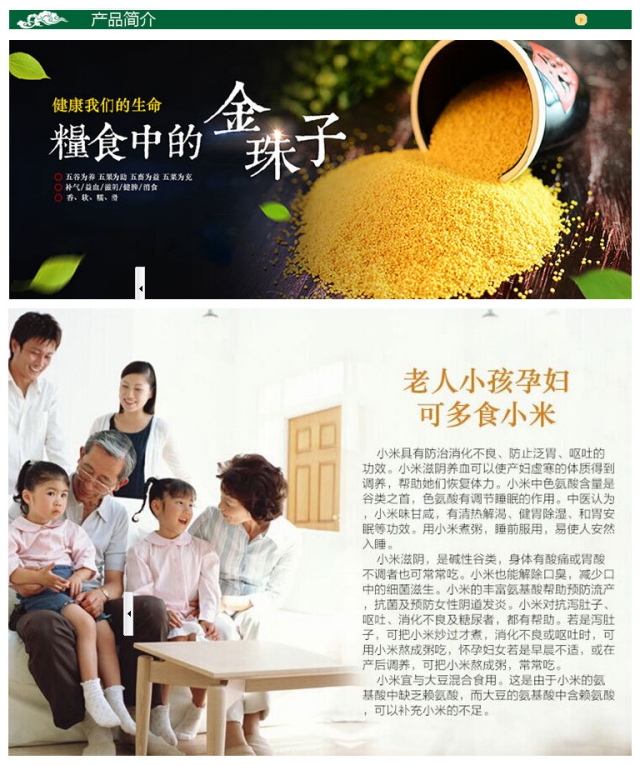 产品简介
健康我们的生命
糧食中的金珠子
五谷为养 五果为助 五畜为益 五菜为充
补气/益血/滋阴/健脾/消食
香、软、糯、滑
老人小孩孕妇
可多食小米
小米具有防治消化不良、防止泛胃、呕吐的
功效。小米滋阴养血可以使产妇虚寒的体质得到
调养，帮助她们恢复体力。小米中色氨酸含量是
谷类之首，色氨酸有调节睡眠的作用。中医认为
，小米味甘咸，有清热解渴、健胃除湿、和胃安
眠等功效。用小米煮粥，睡前服用，易使人安然
入睡。
小米滋阴，是碱性谷类，身体有酸痛或胃酸
不调者也可常常吃。小米也能解除口臭，减少口
中的细菌滋生。小米的丰富氨基酸帮助预防流产
，抗菌及预防女性阴道发炎。小米对抗泻肚子、
呕吐、消化不良及糖尿者，都有帮助。若是泻肚
子，可把小米炒过才煮，消化不良或呕吐时，可
用小米熬成粥吃，怀孕妇女若是早晨不适，或在
产后调养，可把小米熬成粥，常常吃。
小米宜与大豆混合食用。这是由于小米的氨
基酸中缺乏赖氨酸，而大豆的氨基酸中含赖氨酸
，可以补充小米的不足。